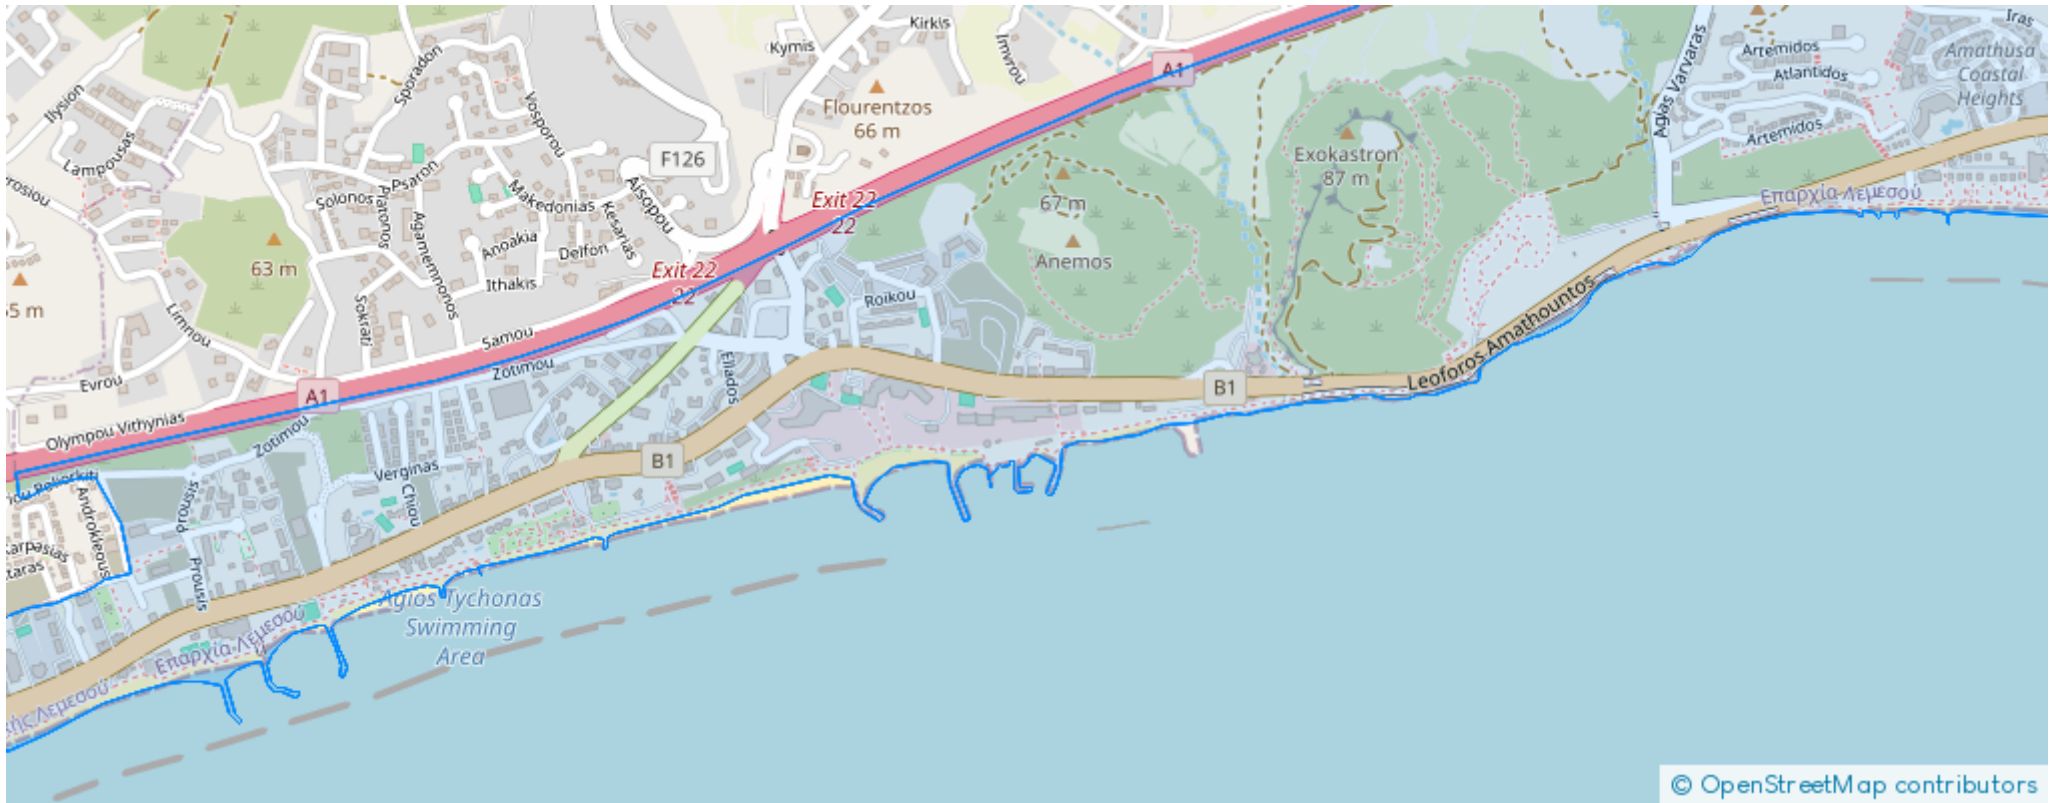 Kirkis
Kymis
Imvrou
A1
Iras
Artemidos
Amathusa
Coastal
Heights
Atlantidos
Agias Varvaras
Artemidos
Sporadon
Ilysion
Vosporou
Flourentzos
66 m
Lampousas
F126
Exokastron
87 m
Psaron
Solonos
Platonos
Makedonias
Aisopou
Kesarias
Agamemnonos
Exit 22
22
67 m
Επαρχία Λεμεσού
Anoakia
Delfon
63 m
Anemos
Exit 22
22
Ithakis
Sokrati
Limnou
Roikou
Samou
Zotimou
Eliados
Leoforos Amathountos
Evrou
A1
B1
Olympou Vithynias
Zotimou
B1
Verginas
Chiou
Androkleous
Prousis
Karpasias
Prousis
Agios Tychonas
Swimming
Area
Επαρχία Λεμεσού
Λεμεσού
© OpenStreetMap contributors